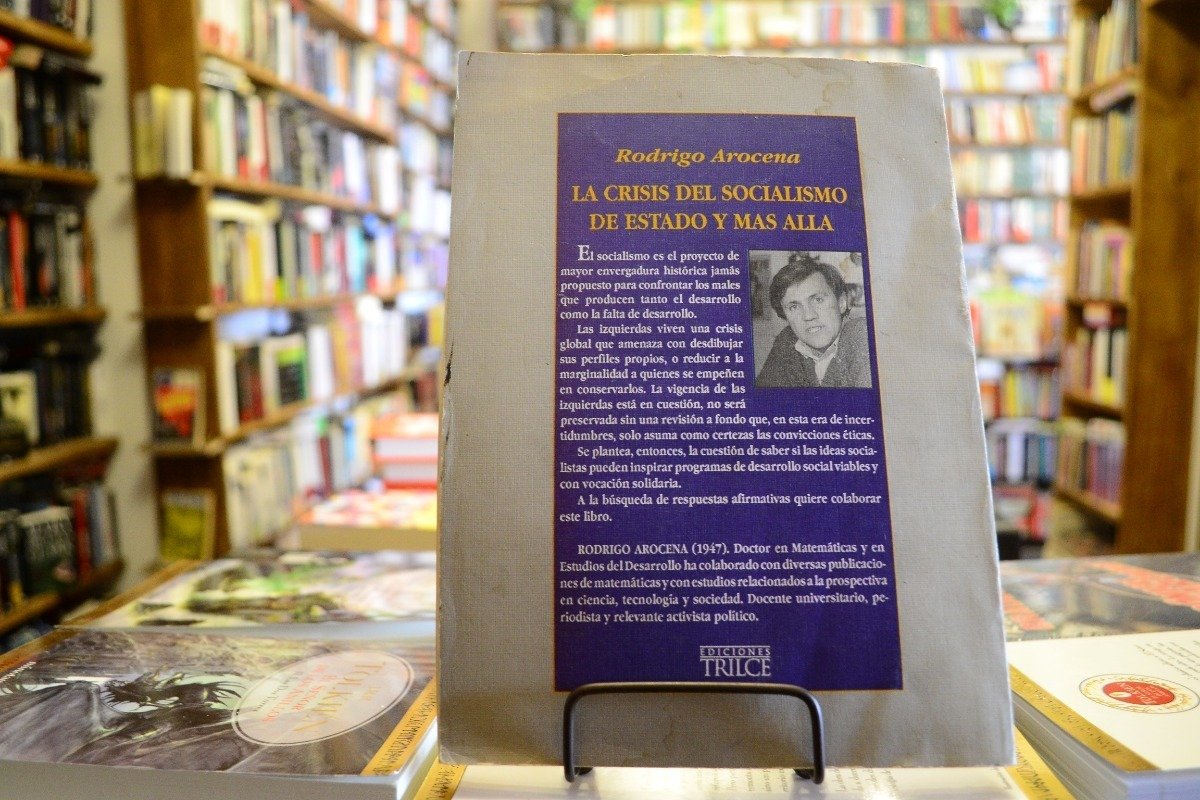 Rodrigo Arocena
LA CRISIS DEL SOCIALISMO
DE ESTADO Y MAS ALLA
El socialismo es el proyecto de
mayor envergadura histórica jamás
propuesto para confrontar los males
que producen tanto el desarrollo
como la falta de desarrollo.
Las izquierdas viven una crisis
global que amenaza con desdibujar
sus perfiles propios, o reducir a la
marginalidad a quienes se empeñen
en conservarlos. La vigencia de las
izquierdas está en cuestión, no será
preservada sin una revisión a fondo que, en esta era de incer-
tidumbres, solo asuma como certezas las convicciones éticas.
Se plantea, entonces, la cuestión de saber si las ideas socia-
listas pueden inspirar programas de desarrollo social viables y
con vocación solidaria.
A la búsqueda de respuestas afirmativas quiere colaborar
este libro.
RODRIGO AROCENA (1947). Doctor en Matemáticas y en
Estudios del Desarrollo ha colaborado con diversas publicacio-
nes de matemáticas y con estudios relacionados a la prospectiva
en ciencia, tecnología y sociedad. Docente universitario, pe-
riodista y relevante activista político.
EDICIONES
TRILCE
TOLKIEN